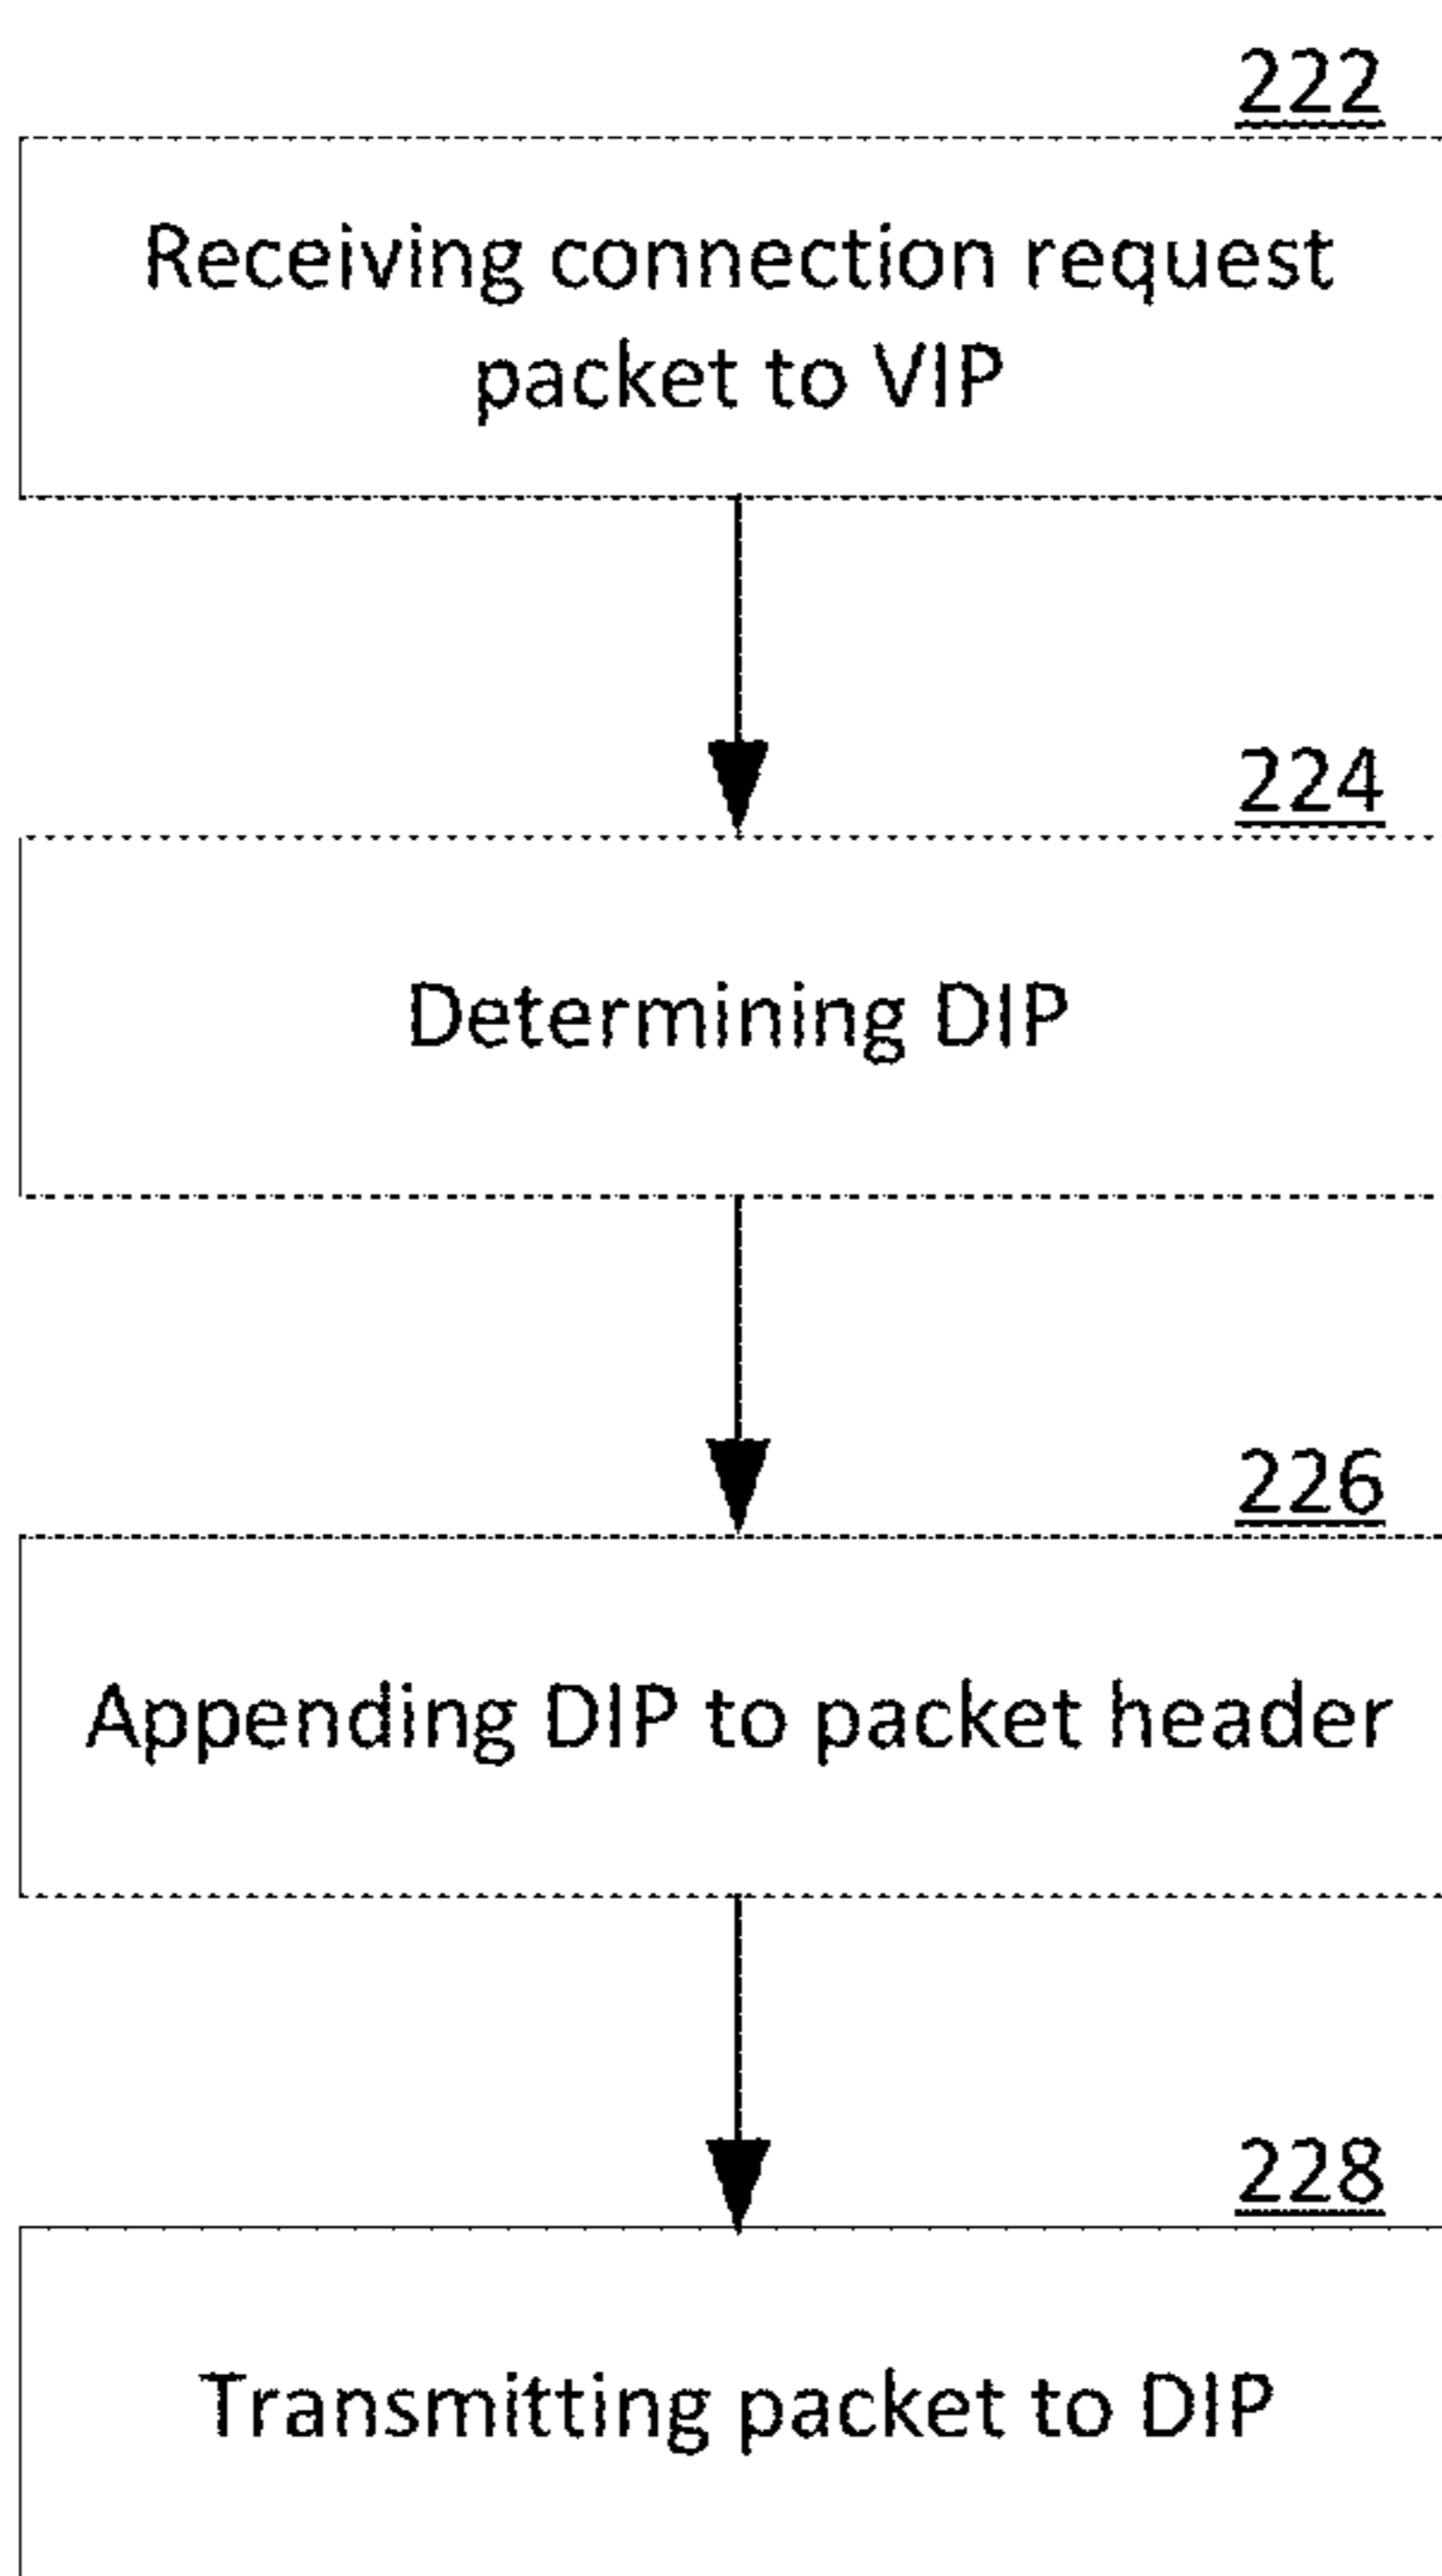 222
Receiving connection request
packet to VIP
224
Determining DIP
226
Appending DIP to packet header
228
Transmitting packet to DIP